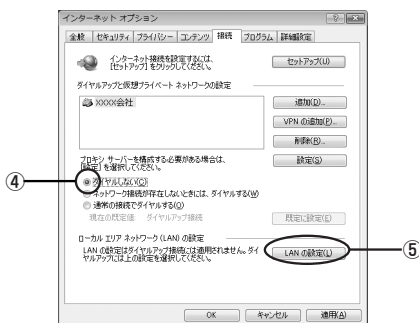 インターネット オプション
全般 セキュリティ プライバシー コンテンツ 接続 プログラム 詳細設定
インターネット接続を設定するには、
[セットアップ] をクリックしてください。
セットアップ(U)
ダイヤルアップと仮想プライベート ネットワークの設定
XXXX会社
追加(D)...
VPN の追加(P)...
削除(R)...
プロキシ サーバーを構成する必要がある場合は、
[設定] を選択してください。
設定(S)
④
ダイヤルしない(C)
ネットワーク接続が存在しないときには、ダイヤルする(W)
通常の接続でダイヤルする(O)
現在の既定値: ダイヤルアップ接続
既定に設定(E)
ローカル エリア ネットワーク (LAN) の設定
LAN の設定はダイヤルアップ接続には適用されません。ダイ
ヤルアップには上の設定を選択してください。
LAN の設定(L)
⑤
OK キャンセル 適用(A)